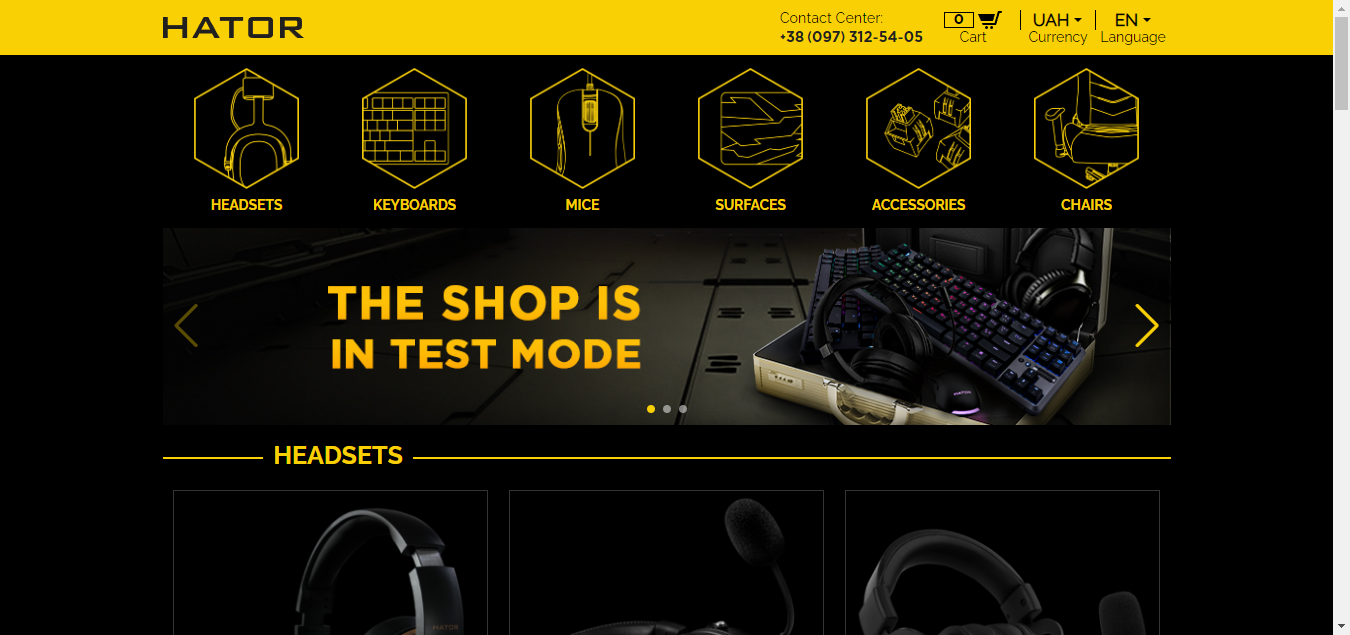 HATOR
Contact Center:
+38 (097) 312-54-05
0
Cart
UAH
Currency
EN
Language
HEADSETS
KEYBOARDS
MICE
SURFACES
ACCESSORIES
CHAIRS
THE SHOP IS
IN TEST MODE
HATOR
HEADSETS
HATOR